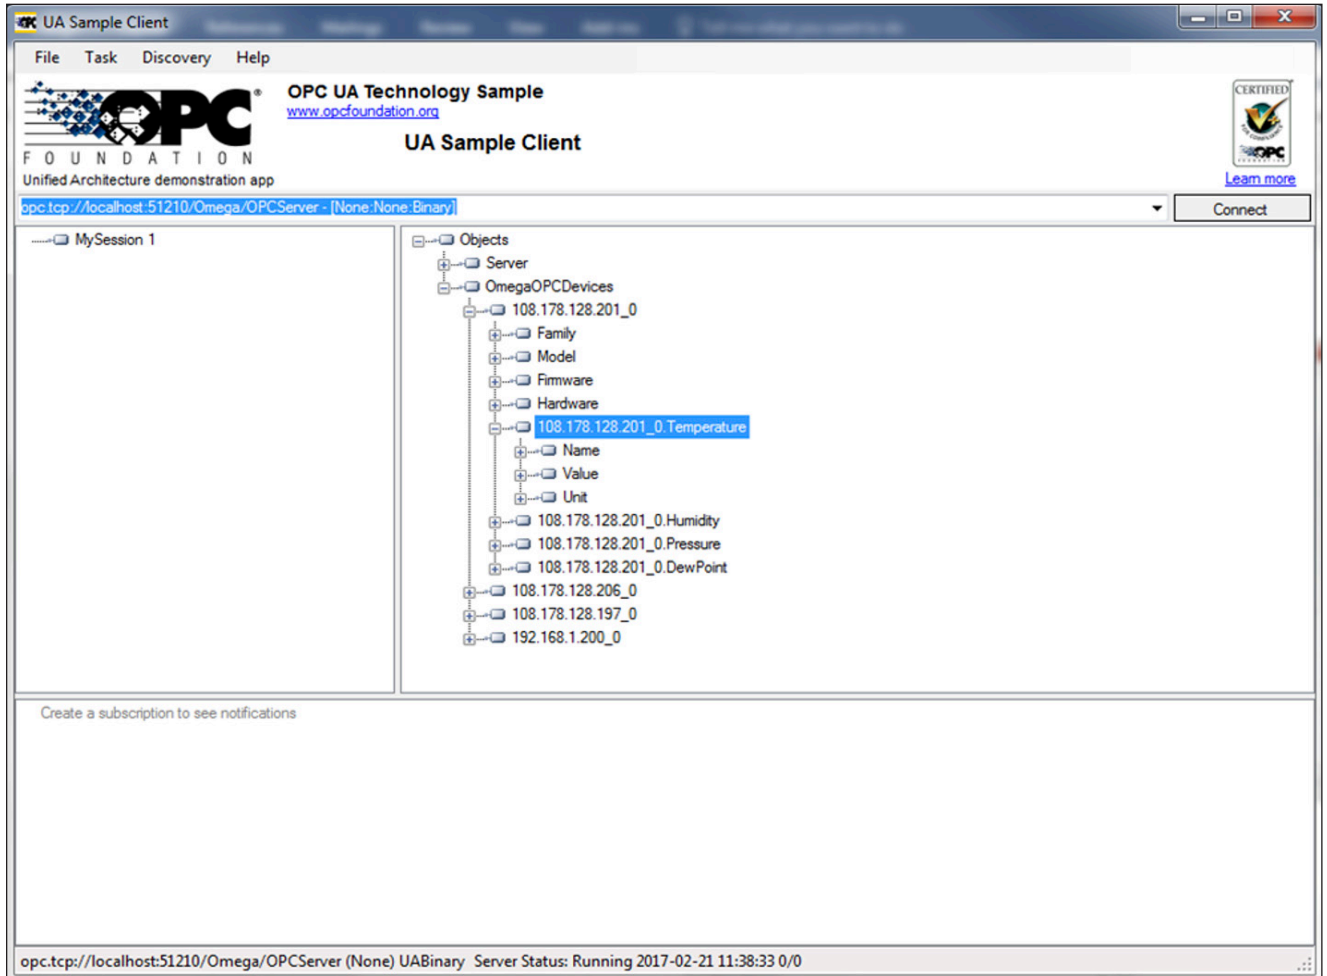 UA Sample Client
File Task Discovery Help
OPC
FOUNDATION
Unified Architecture demonstration app
OPC UA Technology Sample
www.opcfoundation.org
UA Sample Client
CERTIFIED
FOR COMPLIANCE
OPC
Learn more
opc.tcp://localhost:51210/Omega/OPCServer - [None:None:Binary]
Connect
MySession 1
Objects
Server
OmegaOPCDevices
108.178.128.201_0
Family
Model
Firmware
Hardware
108.178.128.201_0.Temperature
Name
Value
Unit
108.178.128.201_0.Humidity
108.178.128.201_0.Pressure
108.178.128.201_0.DewPoint
108.178.128.206_0
108.178.128.197_0
192.168.1.200_0
Create a subscription to see notifications
opc.tcp://localhost:51210/Omega/OPCServer (None) UABinary Server Status: Running 2017-02-21 11:38:33 0/0